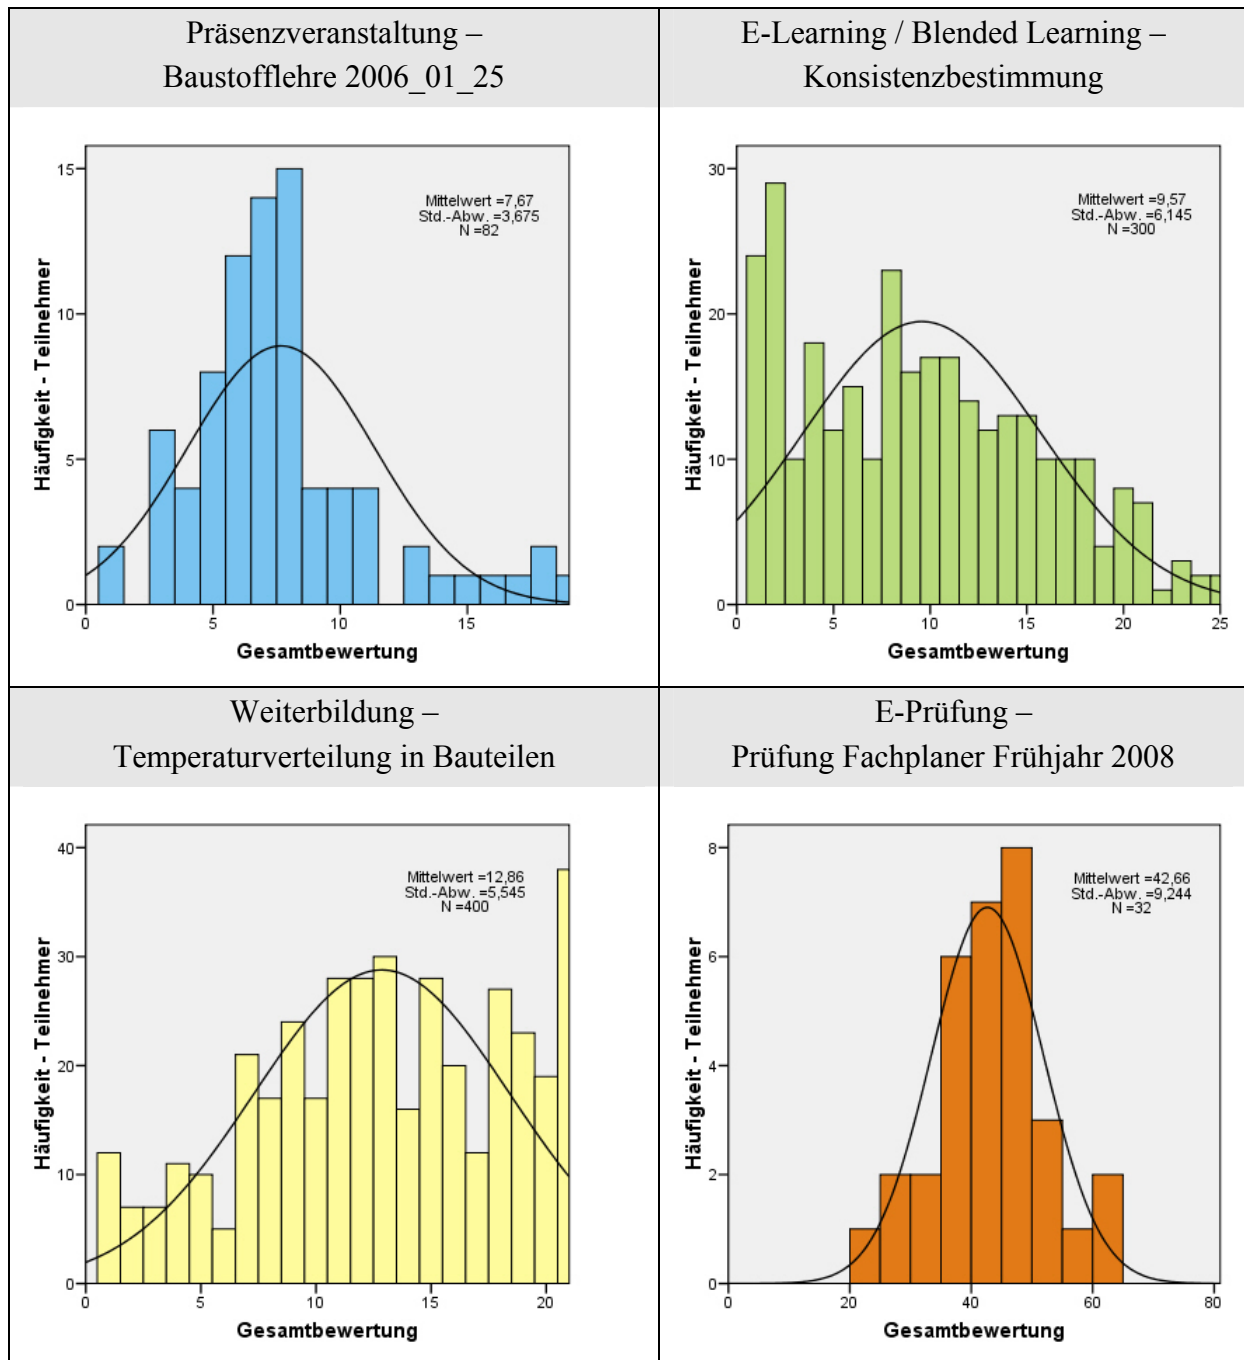 Präsenzveranstaltung –
Baustofflehre 2006_01_25
E-Learning / Blended Learning –
Konsistenzbestimmung
15
10
5
0
Häufigkeit - Teilnehmer
Mittelwert =7,67
Std.-Abw. =3,675
N =82
0 5 10 15
Gesamtbewertung
30
20
10
0
Häufigkeit - Teilnehmer
Mittelwert =9,57
Std.-Abw. =6,145
N =300
0 5 10 15 20 25
Gesamtbewertung
Weiterbildung –
Temperaturverteilung in Bauteilen
E-Prüfung –
Prüfung Fachplaner Frühjahr 2008
40
30
20
10
0
Häufigkeit - Teilnehmer
Mittelwert =12,86
Std.-Abw. =5,545
N =400
0 5 10 15 20
Gesamtbewertung
8
6
4
2
0
Häufigkeit - Teilnehmer
Mittelwert =42,66
Std.-Abw. =9,244
N =32
0 20 40 60 80
Gesamtbewertung